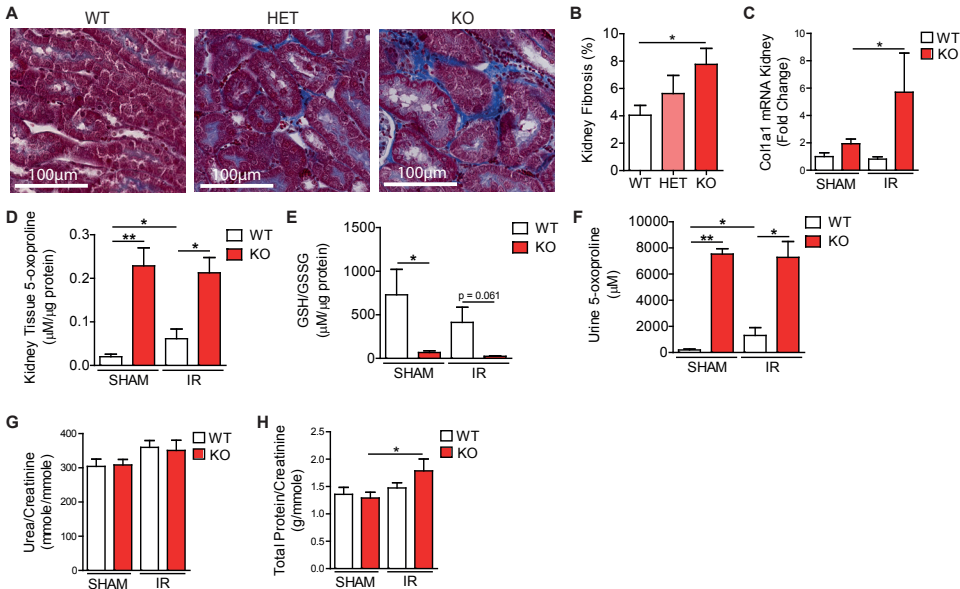 A
WT
HET
KO
100µm
100µm
100µm
B
Kidney Fibrosis (%)
15
10
5
0
*
WT
HET
KO
C
Col1a1 mRNA Kidney
(Fold Change)
10
8
6
4
2
0
*
SHAM
IR
WT
KO
D
Kidney Tissue 5-oxoproline
(µM/µg protein)
0.3
0.2
0.1
0.0
*
**
*
SHAM
IR
WT
KO
E
GSH/GSSG
(µM/µg protein)
1500
1000
500
0
*
p = 0.061
SHAM
IR
WT
KO
F
Urine 5-oxoproline
(µM)
10000
8000
6000
4000
2000
0
*
**
*
SHAM
IR
WT
KO
G
Urea/Creatinine
(mmole/mmole)
400
300
200
100
0
SHAM
IR
WT
KO
H
Total Protein/Creatinine
(g/mmole)
2.5
2.0
1.5
1.0
0.5
0.0
*
SHAM
IR
WT
KO